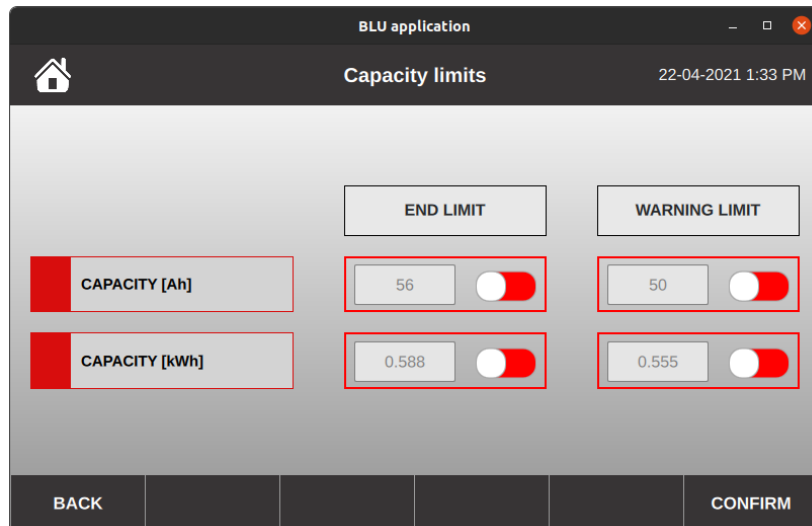 BLU application
Capacity limits
22-04-2021 1:33 PM
END LIMIT
WARNING LIMIT
CAPACITY [Ah]
56
50
CAPACITY [kWh]
0.588
0.555
BACK
CONFIRM